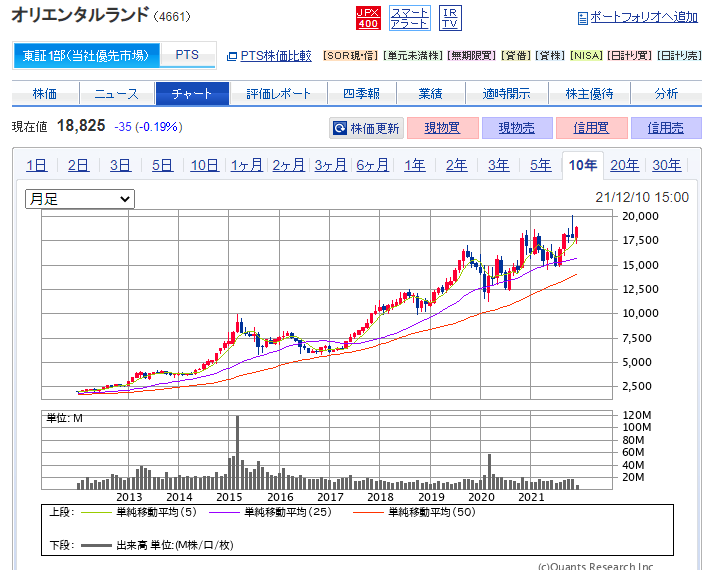 オリエンタルランド (4661)
JPX 400
スマート アラート
IR TV
ポートフォリオへ追加
東証1部(当社優先市場)
PTS
PTS株価比較
[SOR現・信] [単元未満株] [無期限買] [貸借] [貸株] [NISA] [日計り買] [日計り売]
株価 ニュース チャート 評価レポート 四季報 業績 適時開示 株主優待 分析
現在値 18,825 -35 (-0.19%)
株価更新 現物買 現物売 信用買 信用売
1日 2日 3日 5日 10日 1ヶ月 2ヶ月 3ヶ月 6ヶ月 1年 2年 3年 5年 10年 20年 30年
月足
21/12/10 15:00
20,000
17,500
15,000
12,500
10,000
7,500
5,000
2,500
単位: M
120M
100M
80M
60M
40M
20M
2013 2014 2015 2016 2017 2018 2019 2020 2021
上段: 単純移動平均(5) 単純移動平均(25) 単純移動平均(50)
下段: 出来高 単位:(M株/口/枚)
(c)Quants Research Inc.